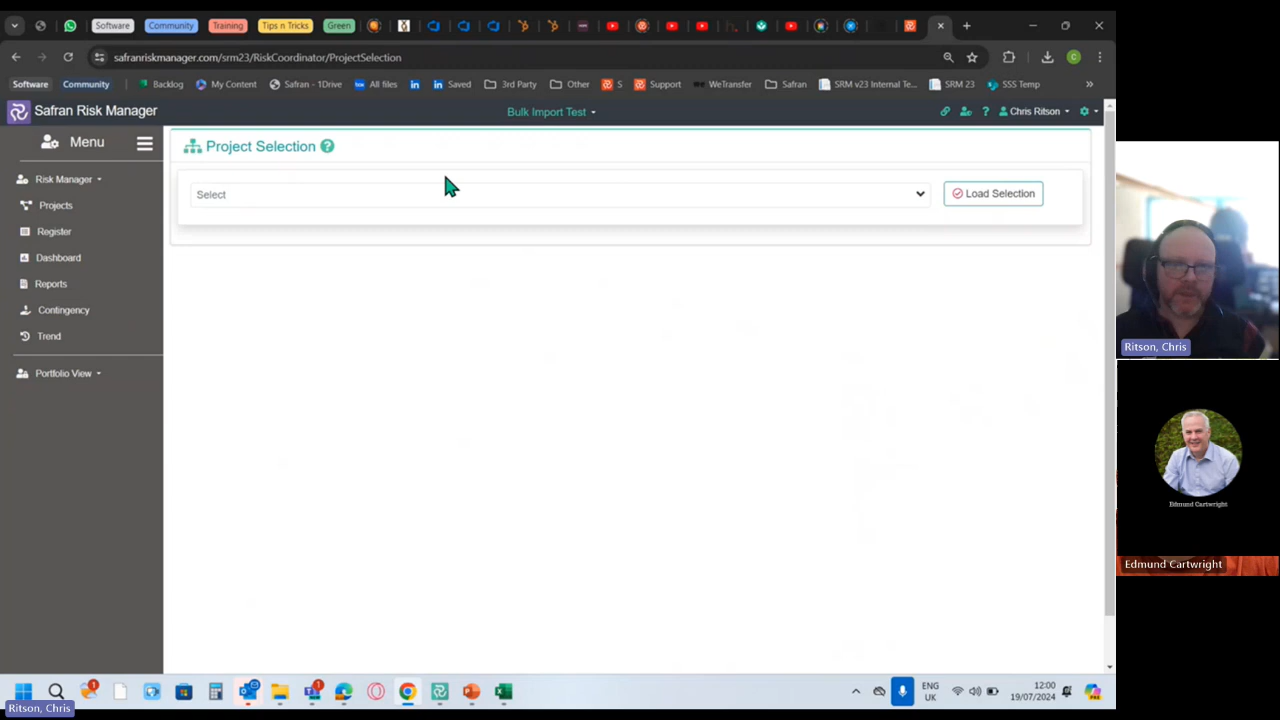 Software
Community
Training
Tips n Tricks
Green
safranriskmanager.com/srm23/RiskCoordinator/ProjectSelection
C
Software
Community
Backlog
My Content
Safran - 1Drive
All files
Saved
3rd Party
Other
S
Support
WeTransfer
Safran
SRM v23 Internal Te...
SRM 23
SSS Temp
»
Safran Risk Manager
Bulk Import Test
Chris Ritson
Menu
Project Selection
Risk Manager
Projects
Register
Dashboard
Reports
Contingency
Trend
Portfolio View
Select
Load Selection
Ritson, Chris
Edmund Cartwright
Edmund Cartwright
ENG
UK
12:00
19/07/2024
Ritson, Chris